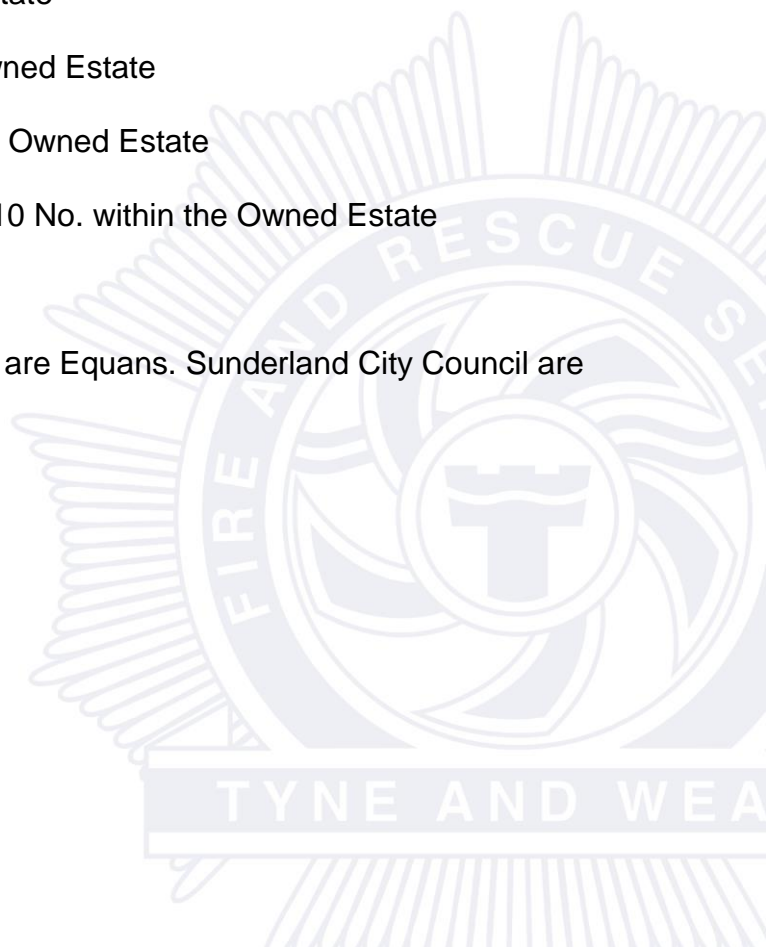 wned Estate
Owned Estate
10 No. within the Owned Estate
are Equans. Sunderland City Council are
FIRE AND RESCUE SE
TYNE AND WEA